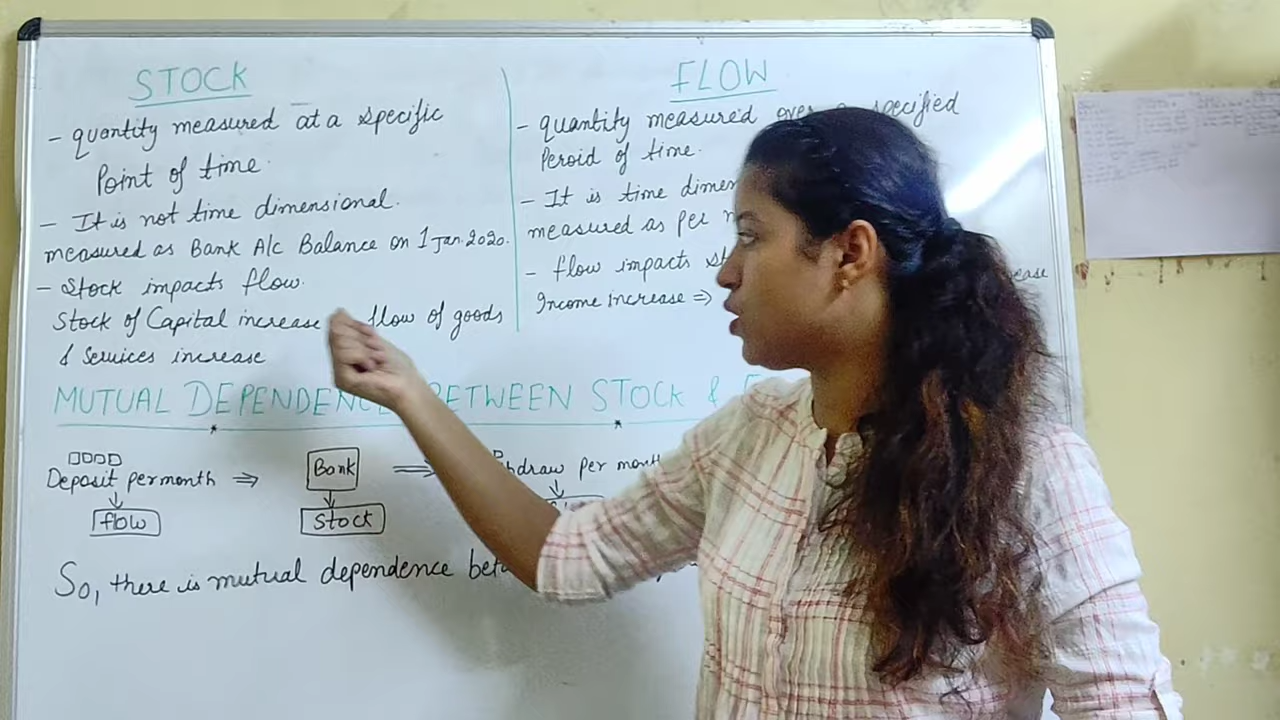 STOCK
- quantity measured at a specific
Point of time.
- It is not time dimensional.
measured as Bank A/c Balance on 1 Jan. 2020.
- Stock impacts flow.
Stock of Capital increase flow of goods
& Services increase
FLOW
- quantity measured over specified
Peroid of time.
- It is time
measured as per
- flow impacts
Income increase ⇒
MUTUAL DEPENDENCE BETWEEN STOCK &
Deposit per month ⇒ Bank ⇒ per month
flow stock
So, there is mutual dependence